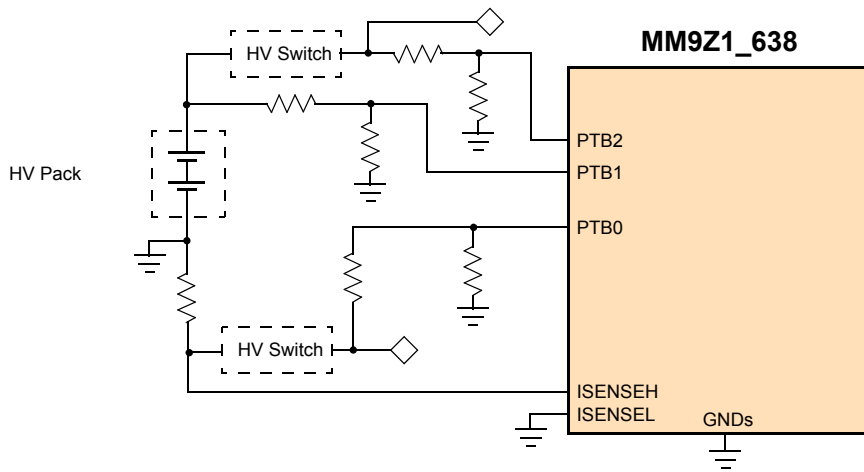 MM9Z1_638
HV Switch
PTB2
HV Pack
PTB1
PTB0
HV Switch
ISENSEH
ISENSEL
GNDs